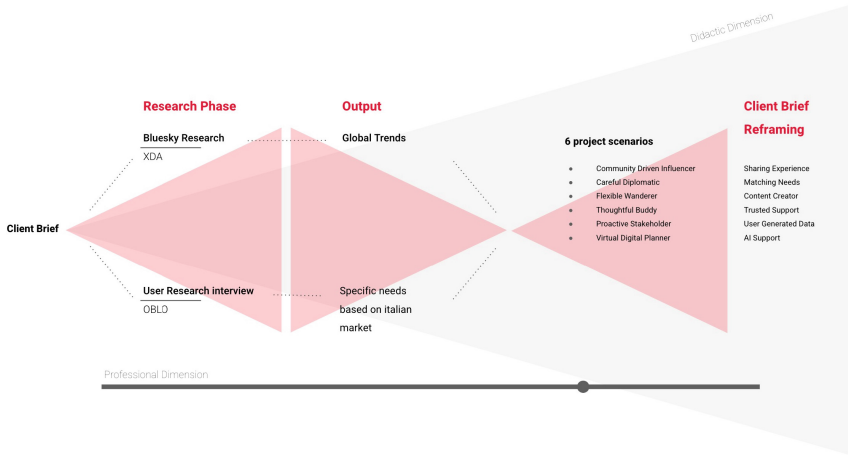 Didactic Dimension
Research Phase
Output
Client Brief
Reframing
Bluesky Research
XDA
Global Trends
6 project scenarios
Community Driven Influencer
Careful Diplomatic
Flexible Wanderer
Thoughtful Buddy
Proactive Stakeholder
Virtual Digital Planner
Sharing Experience
Matching Needs
Content Creator
Trusted Support
User Generated Data
AI Support
Client Brief
User Research interview
OBLO
Specific needs
based on italian
market
Professional Dimension